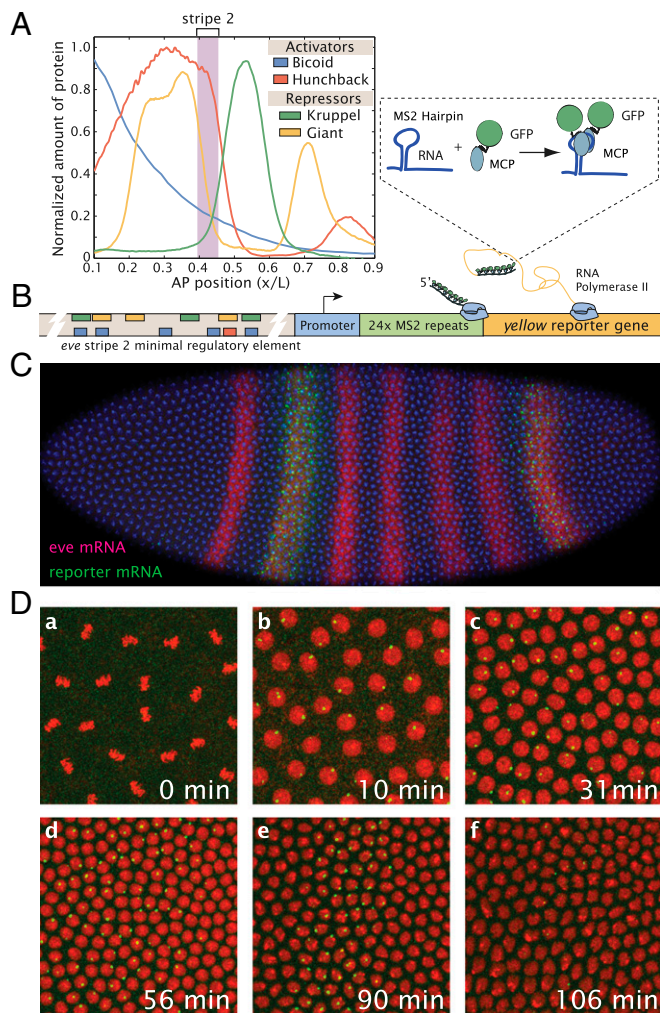 A
stripe 2
Normalized amount of protein
1.0
0.8
0.6
0.4
0.2
0
0.1 0.2 0.3 0.4 0.5 0.6 0.7 0.8 0.9
AP position (x/L)
Activators
Bicoid
Hunchback
Repressors
Kruppel
Giant
MS2 Hairpin
RNA
+
GFP
MCP
GFP
MCP
5'
RNA
Polymerase II
B
Promoter
24x MS2 repeats
yellow reporter gene
eve stripe 2 minimal regulatory element
C
eve mRNA
reporter mRNA
D
a
0 min
b
10 min
c
31min
d
56 min
e
90 min
f
106 min